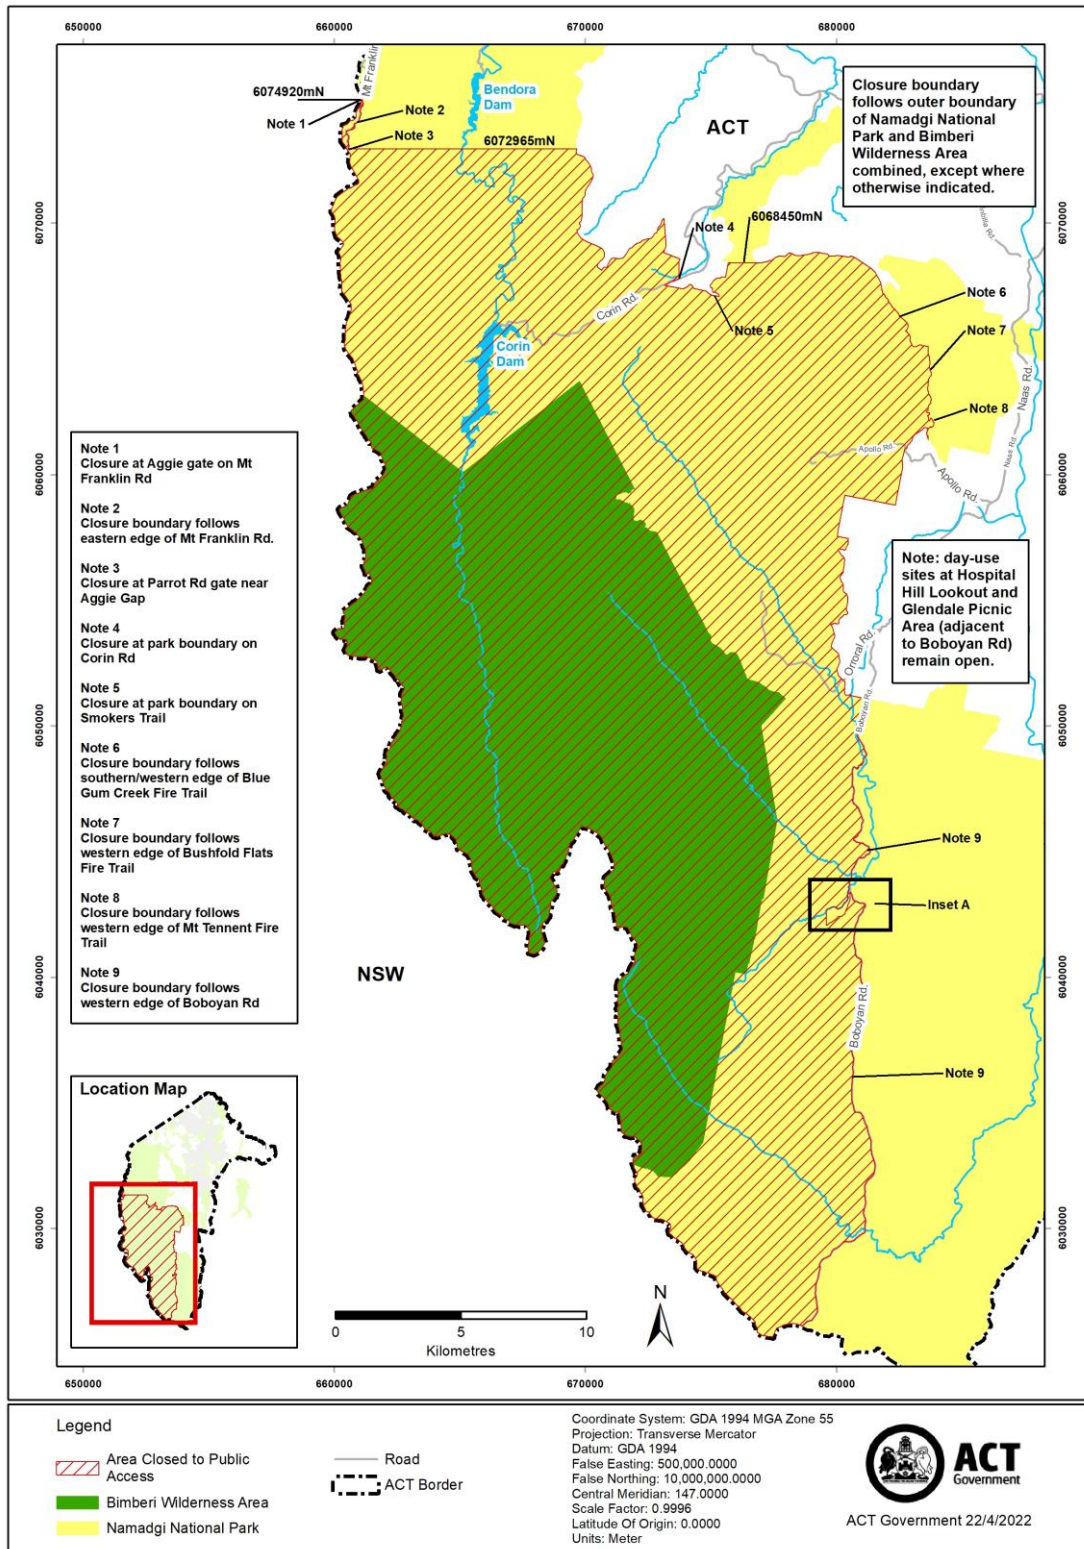 650000
660000
670000
680000
Mt Franklin
6074920mN
Note 1
Note 2
Note 3
Bendora
Dam
6072965mN
ACT
Closure boundary
follows outer boundary
of Namadgi National
Park and Bimberi
Wilderness Area
combined, except where
otherwise indicated.
6070000
6070000
Note 4
6068450mN
Note 5
Note 6
Note 7
Note 8
Corin Rd.
Corin
Dam
Naas Rd.
Naas Rd.
Apollo Rd.
Apollo Rd.
6060000
6060000
Note 1
Closure at Aggie gate on Mt
Franklin Rd
Note 2
Closure boundary follows
eastern edge of Mt Franklin Rd.
Note 3
Closure at Parrot Rd gate near
Aggie Gap
Note 4
Closure at park boundary on
Corin Rd
Note 5
Closure at park boundary on
Smokers Trail
Note 6
Closure boundary follows
southern/western edge of Blue
Gum Creek Fire Trail
Note 7
Closure boundary follows
western edge of Bushfold Flats
Fire Trail
Note 8
Closure boundary follows
western edge of Mt Tennent Fire
Trail
Note 9
Closure boundary follows
western edge of Boboyan Rd
Note: day-use
sites at Hospital
Hill Lookout and
Glendale Picnic
Area (adjacent
to Boboyan Rd)
remain open.
Orroral Rd.
Boboyan Rd.
6050000
6050000
Note 9
Inset A
NSW
6040000
6040000
Boboyan Rd.
Note 9
Location Map
6030000
6030000
N
0
5
10
Kilometres
650000
660000
670000
680000
Legend
Area Closed to Public
Access
Bimberi Wilderness Area
Namadgi National Park
Road
ACT Border
Coordinate System: GDA 1994 MGA Zone 55
Projection: Transverse Mercator
Datum: GDA 1994
False Easting: 500,000.0000
False Northing: 10,000,000.0000
Central Meridian: 147.0000
Scale Factor: 0.9996
Latitude Of Origin: 0.0000
Units: Meter
ACT
Government
ACT Government 22/4/2022